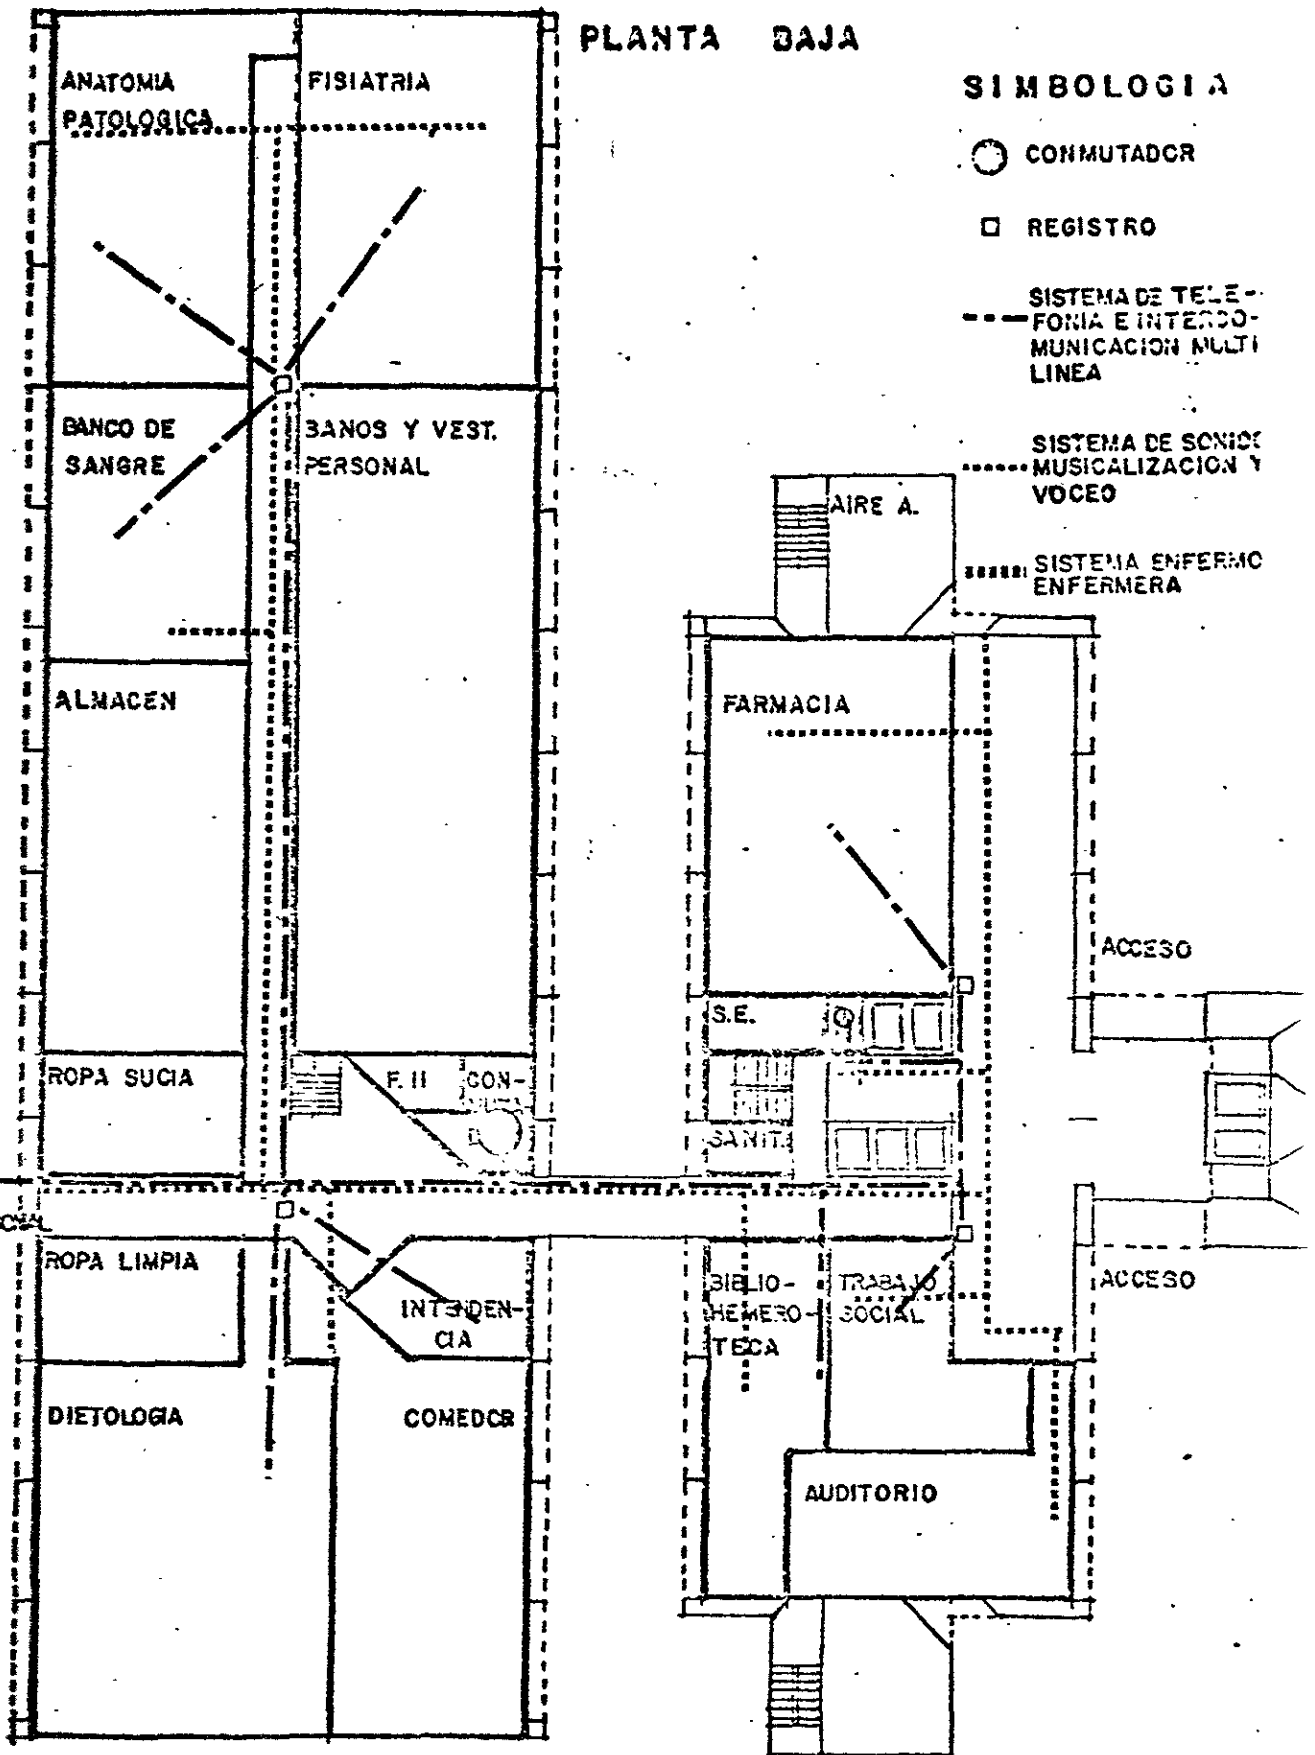 PLANTA BAJA
SIMBOLOGIA
CONMUTADOR
REGISTRO
SISTEMA DE TELE-
FONIA E INTERCO-
MUNICACION MULTI
LINEA
SISTEMA DE SONIDO
MUSICALIZACION Y
VOCEO
SISTEMA ENFERMO
ENFERMERA
ANATOMIA
PATOLOGICA
FISIATRIA
BANCO DE
SANGRE
BANOS Y VEST.
PERSONAL
ALMACEN
AIRE A.
FARMACIA
ACCESO
S.E.
ROPA SUCIA
F. II
CON-
SANIT.
ROPA LIMPIA
INTENDEN-
CIA
BIBLIO-
HEMERO-
TECA
TRABAJO
SOCIAL
ACCESO
DIETOLOGIA
COMEDOR
AUDITORIO